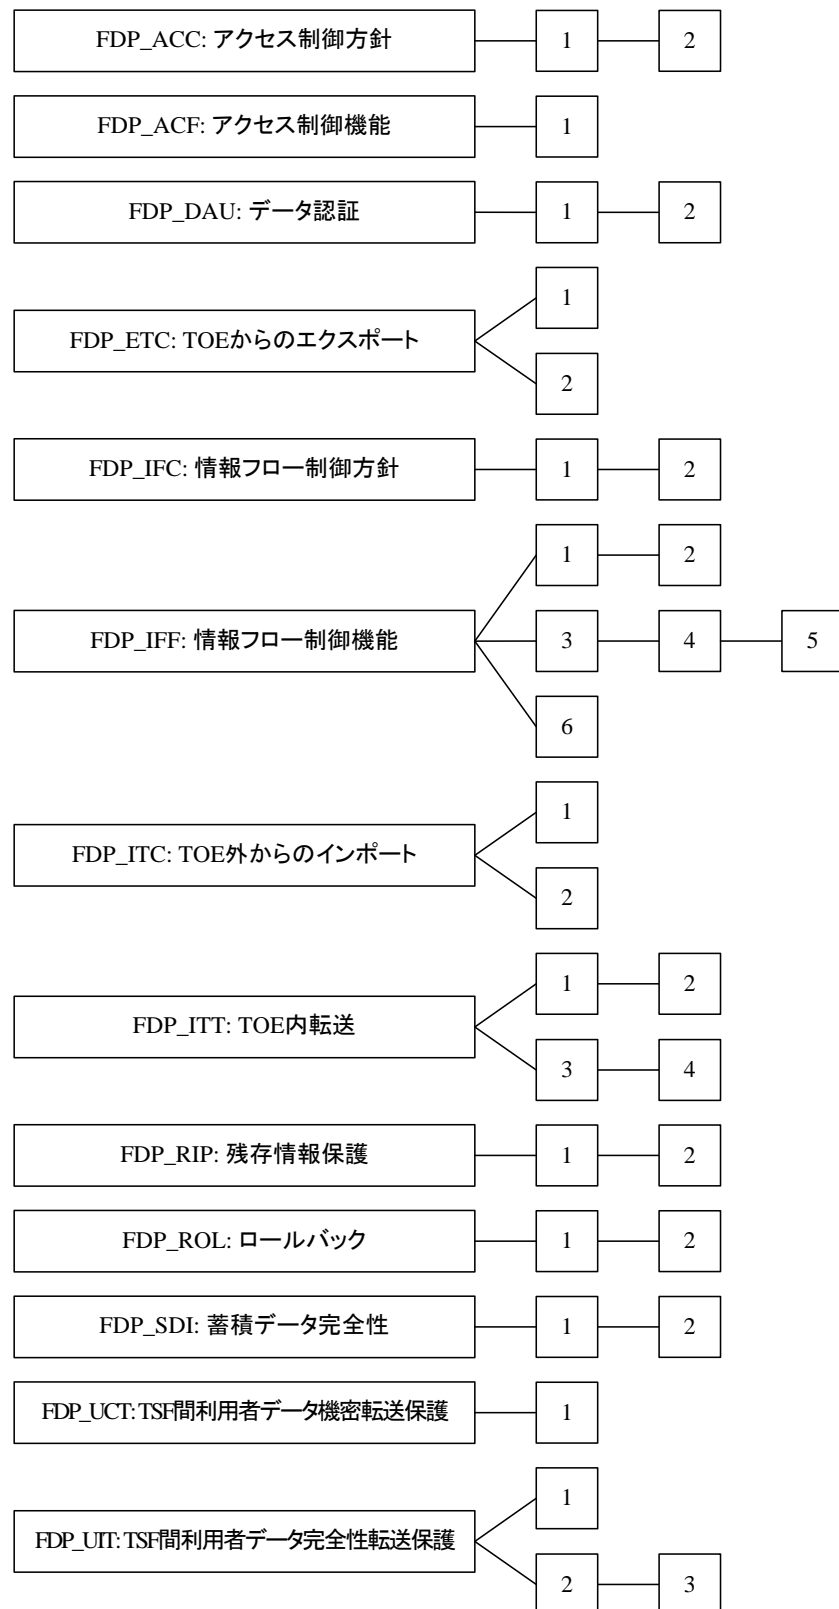 FDP_ACC: アクセス制御方針 1 2
FDP_ACF: アクセス制御機能 1
FDP_DAU: データ認証 1 2
1
FDP_ETC: TOEからのエクスポート
2
FDP_IFC: 情報フロー制御方針 1 2
1 2
FDP_IFF: 情報フロー制御機能 3 4 5
6
1
FDP_ITC: TOE外からのインポート
2
1 2
FDP_ITT: TOE内転送
3 4
FDP_RIP: 残存情報保護 1 2
FDP_ROL: ロールバック 1 2
FDP_SDI: 蓄積データ完全性 1 2
FDP_UCT: TSF間利用者データ機密転送保護 1
1
FDP_UIT: TSF間利用者データ完全性転送保護
2 3